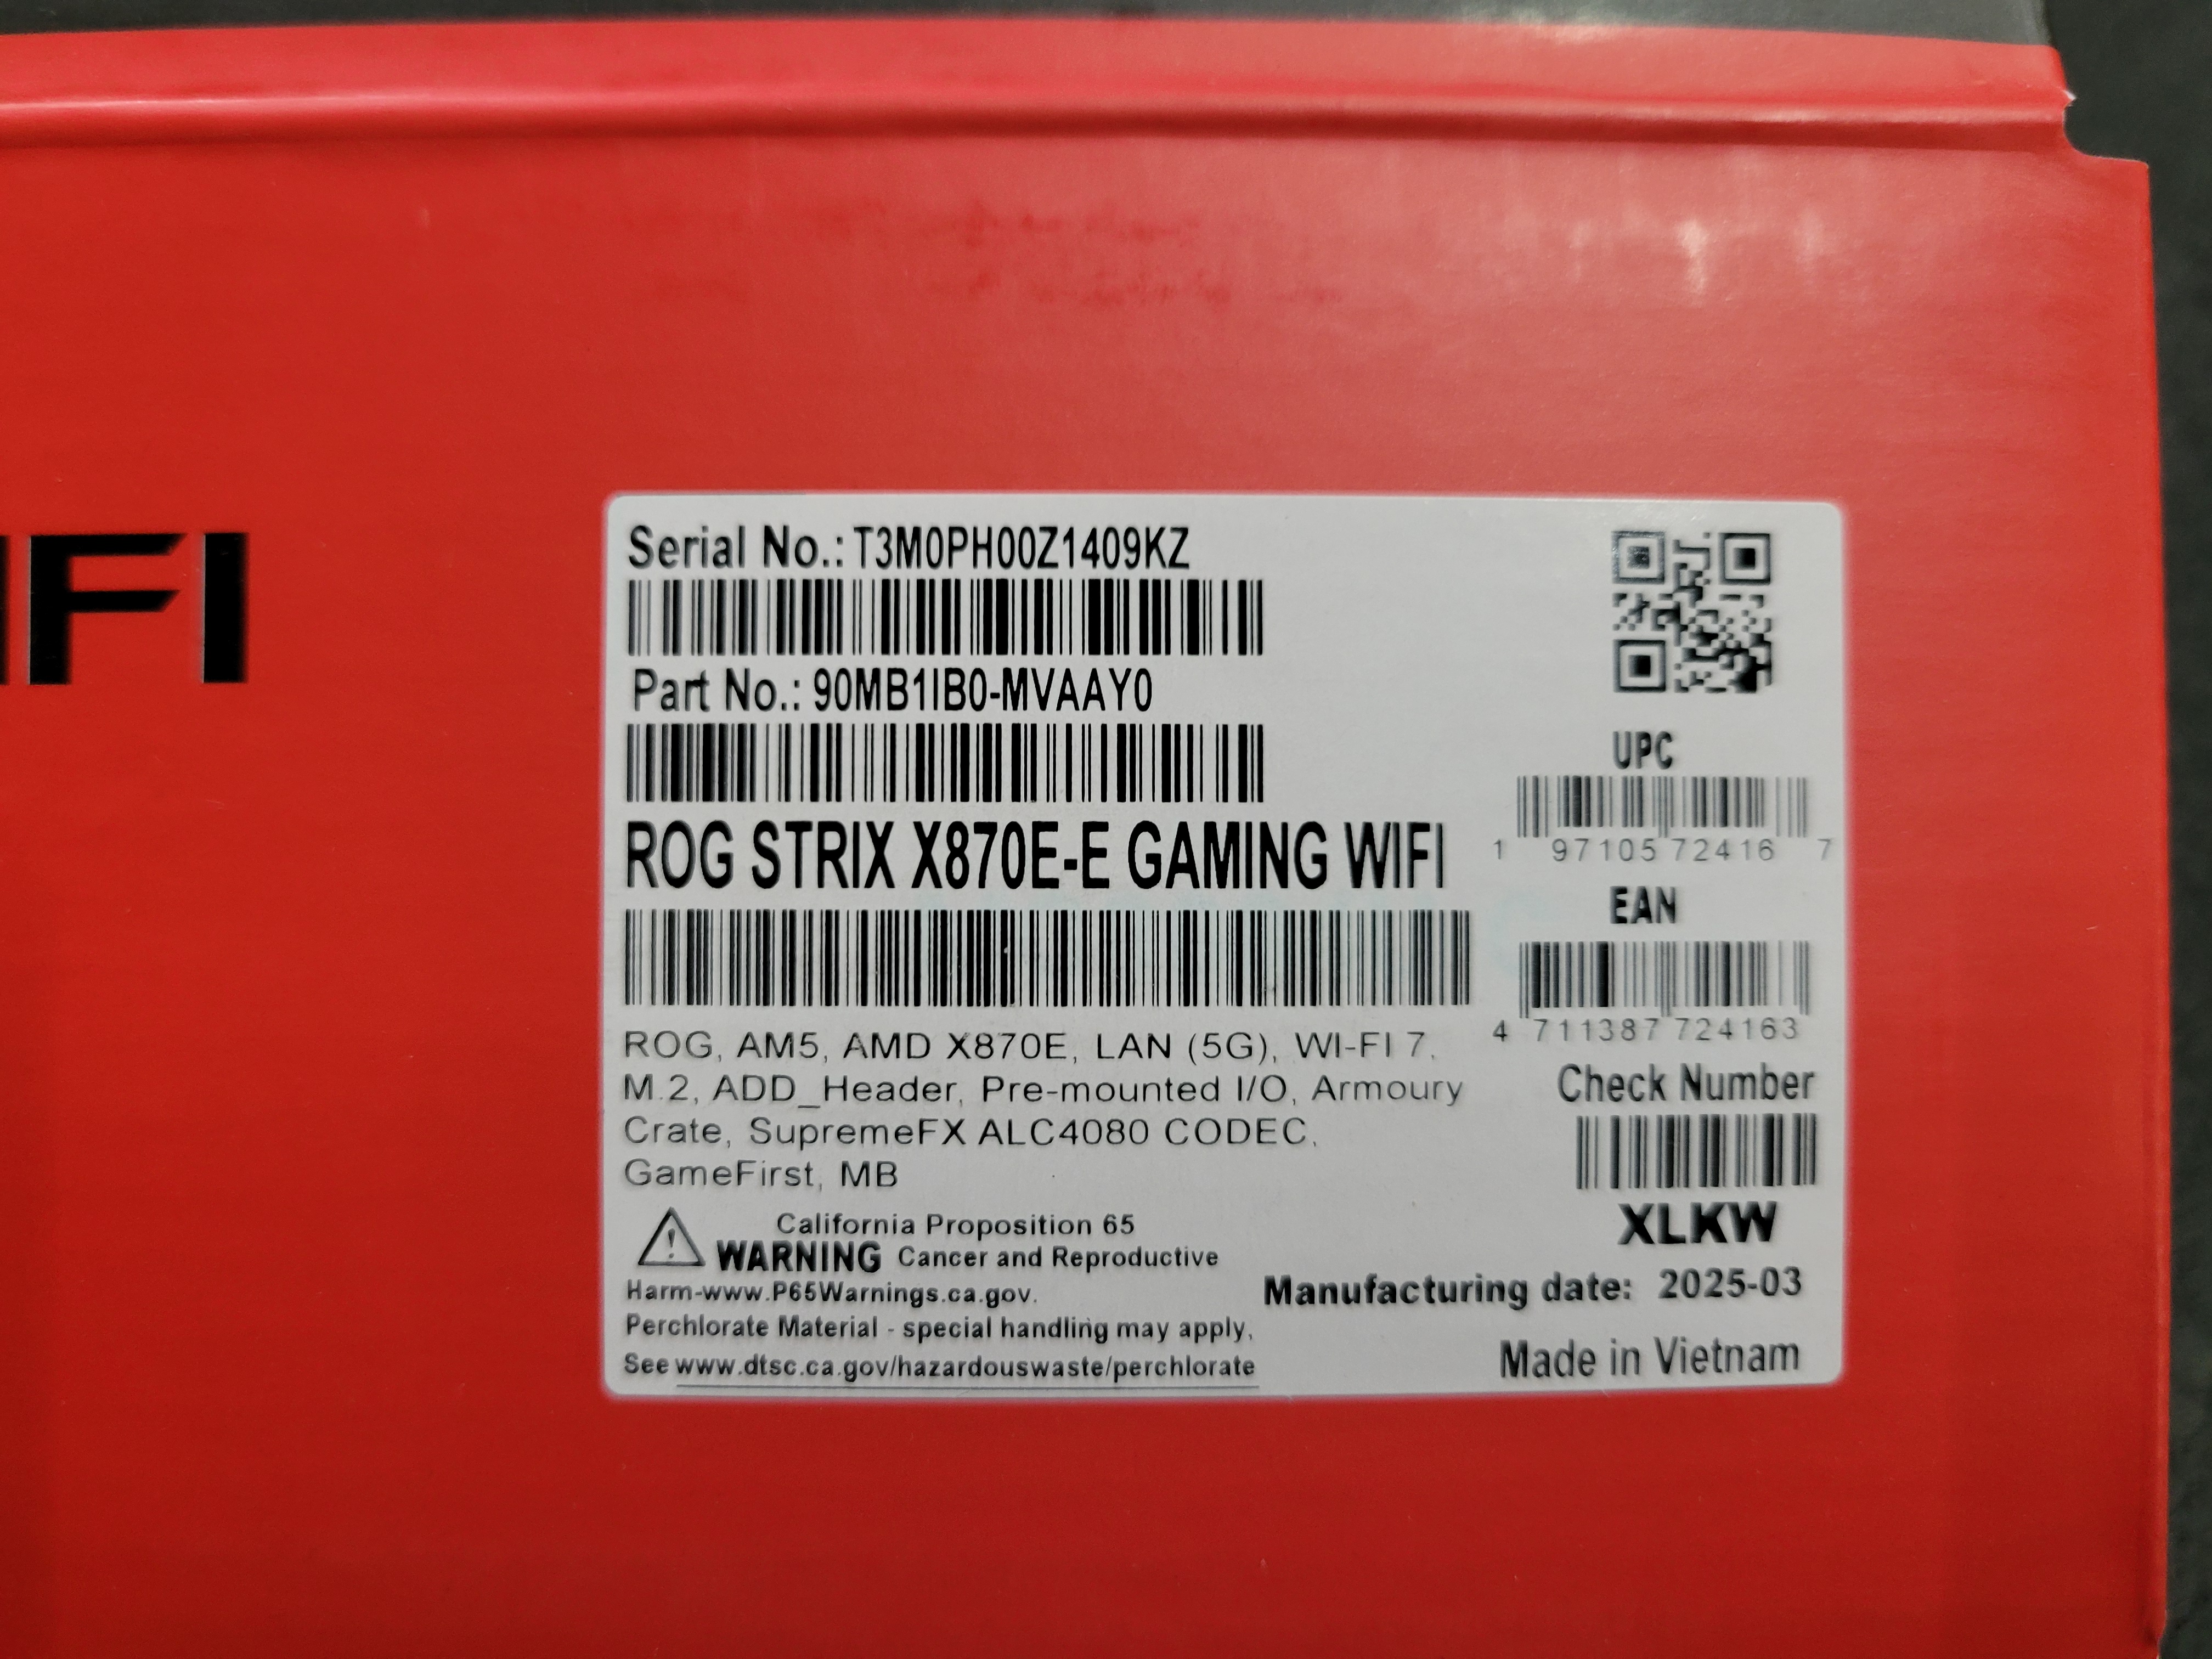 IFI
Serial No.: T3M0PH00Z1409KZ
Part No.: 90MB1IB0-MVAAY0
ROG STRIX X870E-E GAMING WIFI
ROG, AM5, AMD X870E, LAN (5G), WI-FI 7,
M.2, ADD_Header, Pre-mounted I/O, Armoury
Crate, SupremeFX ALC4080 CODEC,
GameFirst, MB
California Proposition 65
WARNING Cancer and Reproductive
Harm-www.P65Warnings.ca.gov.
Perchlorate Material - special handling may apply,
See www.dtsc.ca.gov/hazardouswaste/perchlorate
UPC
1 97105 72416 7
EAN
4 711387 724163
Check Number
XLKW
Manufacturing date: 2025-03
Made in Vietnam